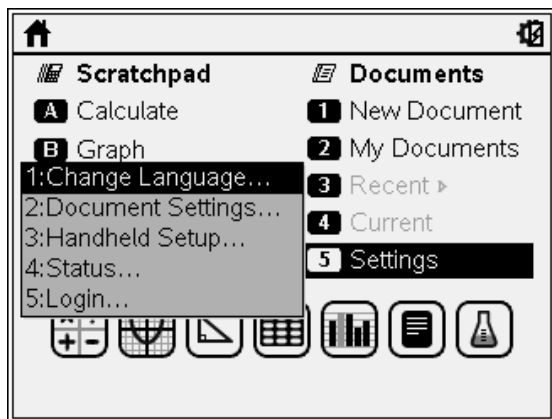 Scratchpad
A Calculate
B Graph
1:Change Language...
2:Document Settings...
3:Handheld Setup...
4:Status...
5:Login...
Documents
1 New Document
2 My Documents
3 Recent ▹
4 Current
5 Settings